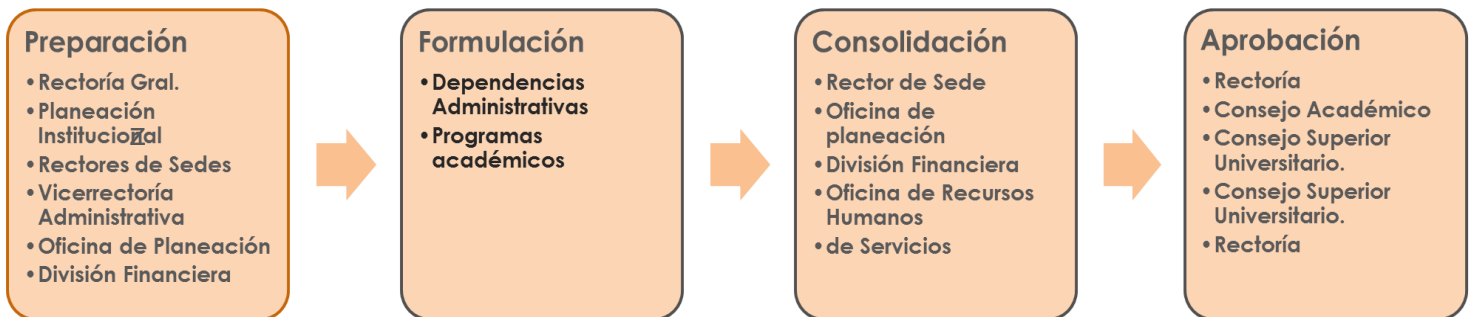 Preparación
•Rectoría Gral.
•Planeación
Institucional
•Rectores de Sedes
•Vicerrectoría
Administrativa
•Oficina de Planeación
•División Financiera
Formulación
•Dependencias
Administrativas
•Programas
académicos
Consolidación
•Rector de Sede
•Oficina de
planeación
•División Financiera
•Oficina de Recursos
Humanos
•de Servicios
Aprobación
•Rectoría
•Consejo Académico
•Consejo Superior
Universitario.
•Consejo Superior
Universitario.
•Rectoría